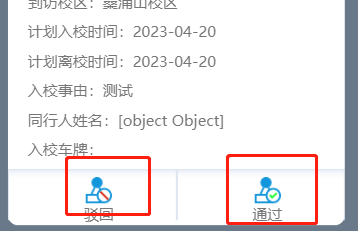 到访校区：龚浦山校区
计划入校时间：2023-04-20
计划离校时间：2023-04-20
入校事由：测试
同行人姓名：[object Object]
入校车牌：
驳回
通过